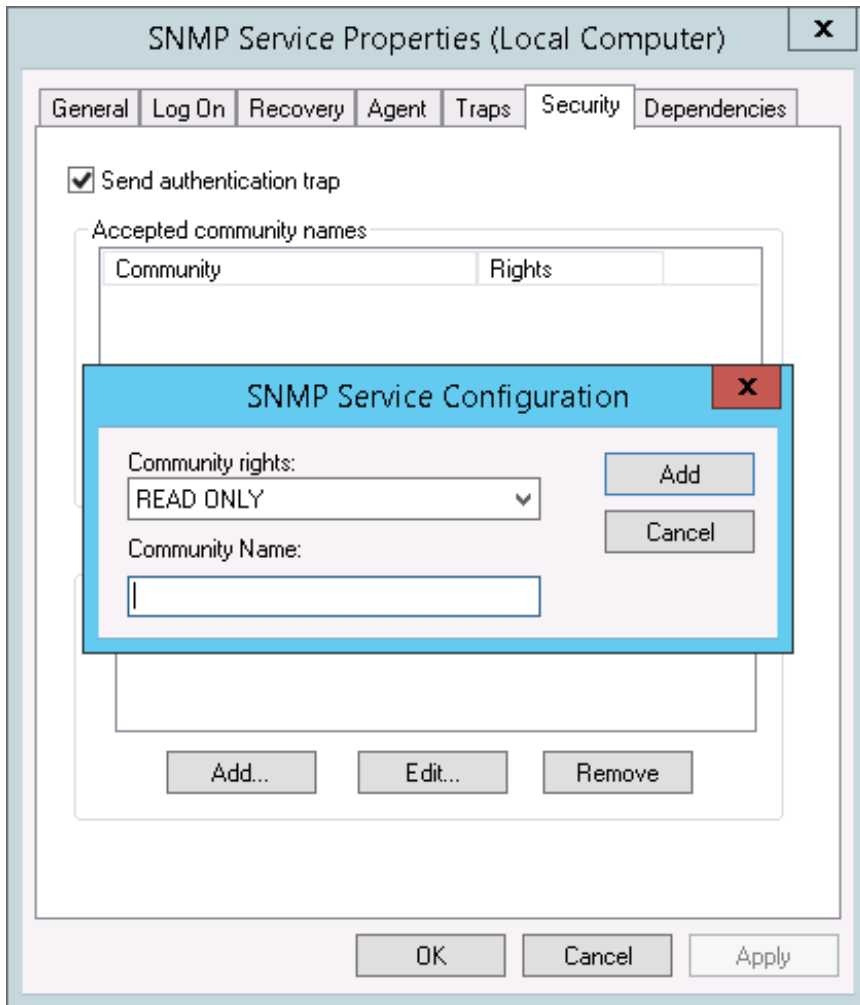 SNMP Service Properties (Local Computer)
x
General Log On Recovery Agent Traps Security Dependencies
Send authentication trap
Accepted community names
Community Rights
SNMP Service Configuration
x
Community rights:
READ ONLY
Add
Cancel
Community Name:
Add... Edit... Remove
OK Cancel Apply